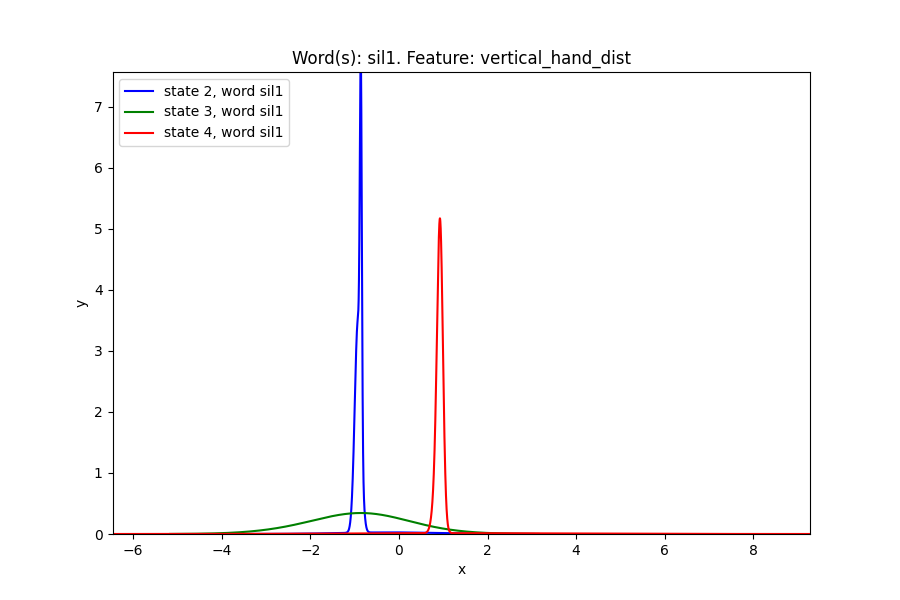 Word(s): sil1. Feature: vertical_hand_dist
state 2, word sil1
state 3, word sil1
state 4, word sil1
7
6
5
4
3
2
1
0
y
−6 −4 −2 0 2 4 6 8
x